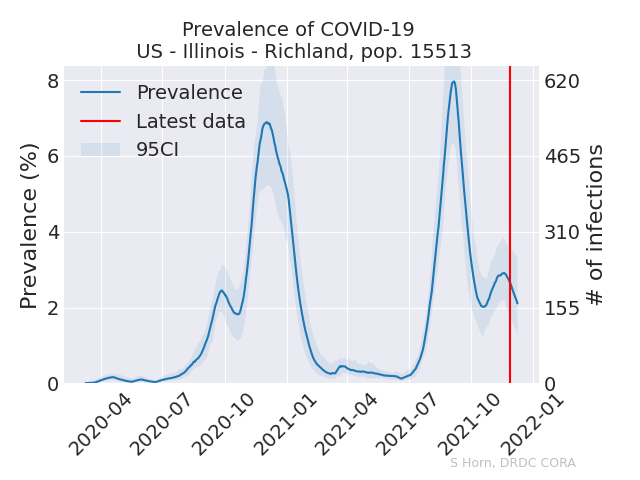 Prevalence of COVID-19
US - Illinois - Richland, pop. 15513
Prevalence
Latest data
95CI
Prevalence (%)
8
6
4
2
0
# of infections
620
465
310
155
0
2020-04
2020-07
2020-10
2021-01
2021-04
2021-07
2021-10
2022-01
S Horn, DRDC CORA